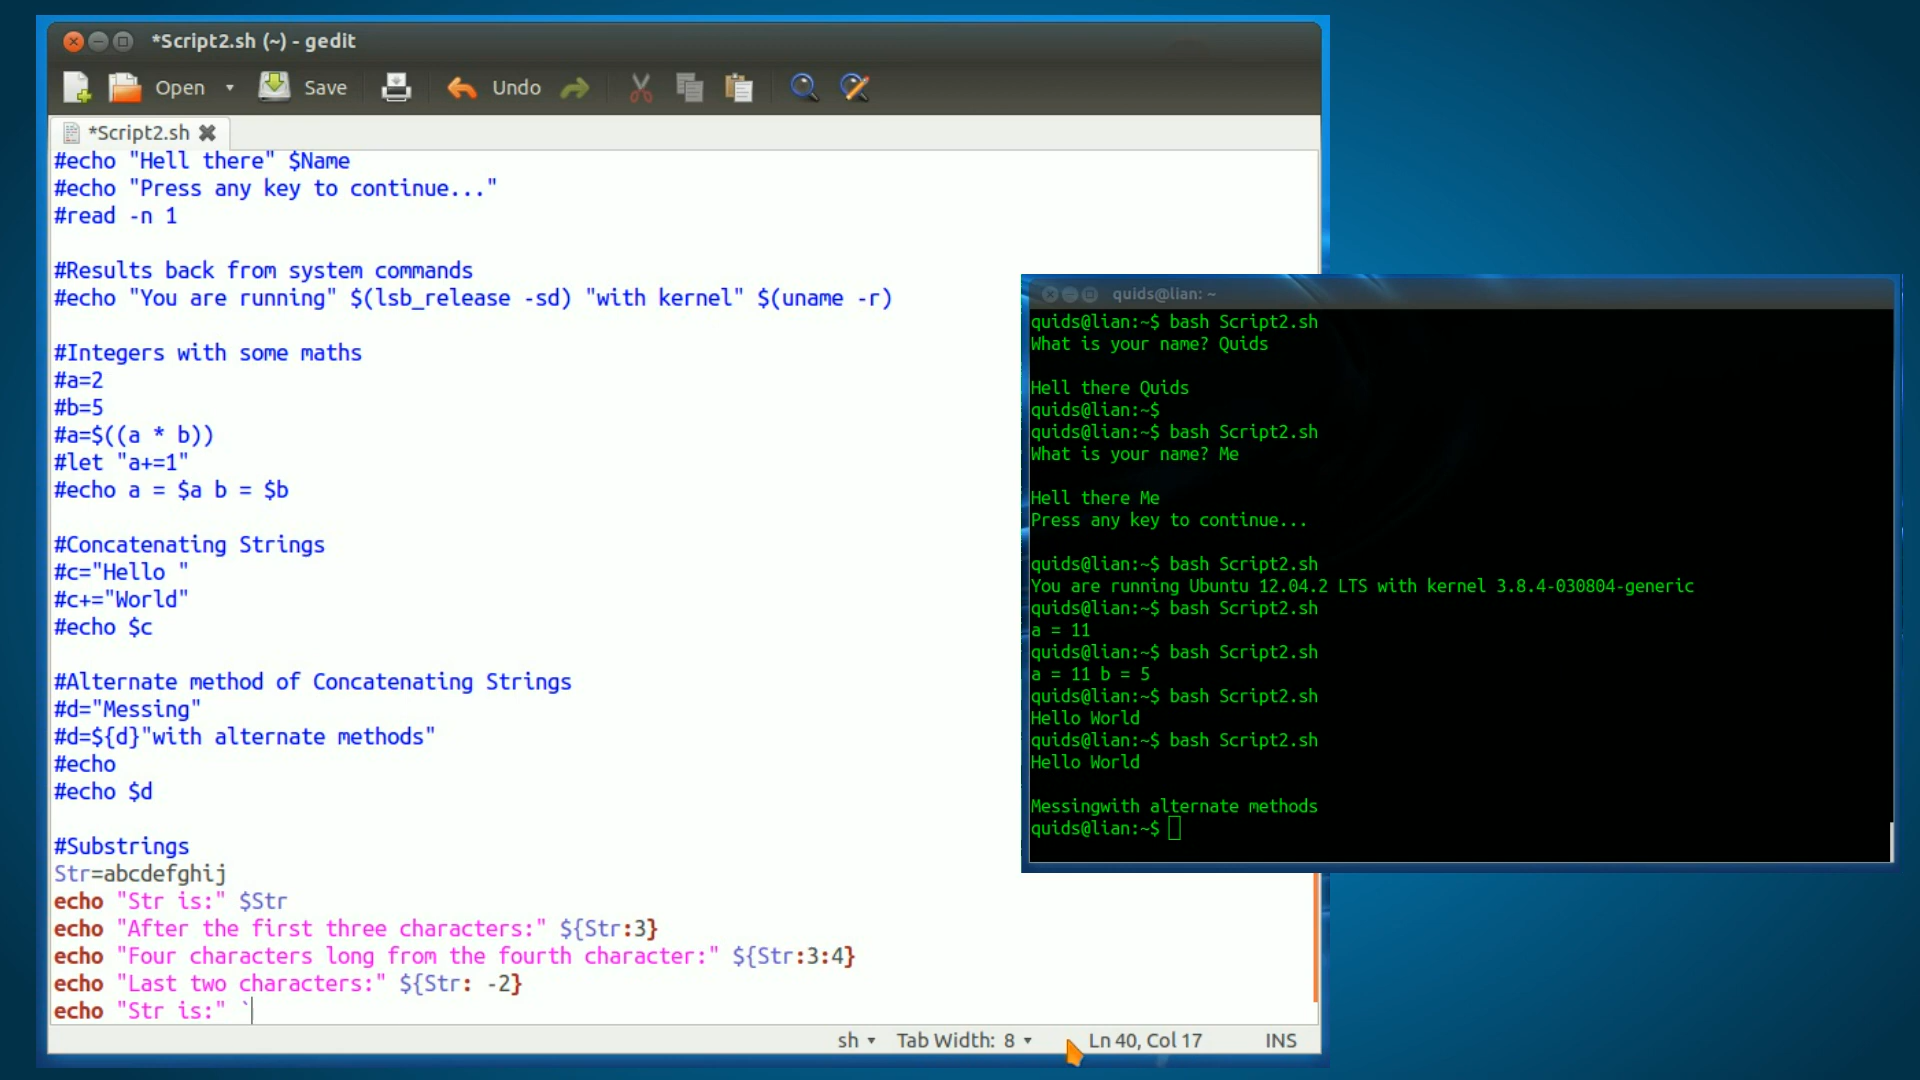 *Script2.sh (~) - gedit
Open Save Undo
*Script2.sh
#echo "Hell there" $Name
#echo "Press any key to continue..."
#read -n 1
#Results back from system commands
#echo "You are running" $(lsb_release -sd) "with kernel" $(uname -r)
#Integers with some maths
#a=2
#b=5
#a=$((a * b))
#let "a+=1"
#echo a = $a b = $b
#Concatenating Strings
#c="Hello "
#c+="World"
#echo $c
#Alternate method of Concatenating Strings
#d="Messing"
#d=${d}"with alternate methods"
#echo
#echo $d
#Substrings
Str=abcdefghij
echo "Str is:" $Str
echo "After the first three characters:" ${Str:3}
echo "Four characters long from the fourth character:" ${Str:3:4}
echo "Last two characters:" ${Str: -2}
echo "Str is:" `
sh Tab Width: 8 Ln 40, Col 17 INS
quids@lian: ~
quids@lian:~$ bash Script2.sh
What is your name? Quids
Hell there Quids
quids@lian:~$
quids@lian:~$ bash Script2.sh
What is your name? Me
Hell there Me
Press any key to continue...
quids@lian:~$ bash Script2.sh
You are running Ubuntu 12.04.2 LTS with kernel 3.8.4-030804-generic
quids@lian:~$ bash Script2.sh
a = 11
quids@lian:~$ bash Script2.sh
a = 11 b = 5
quids@lian:~$ bash Script2.sh
Hello World
quids@lian:~$ bash Script2.sh
Hello World
Messingwith alternate methods
quids@lian:~$